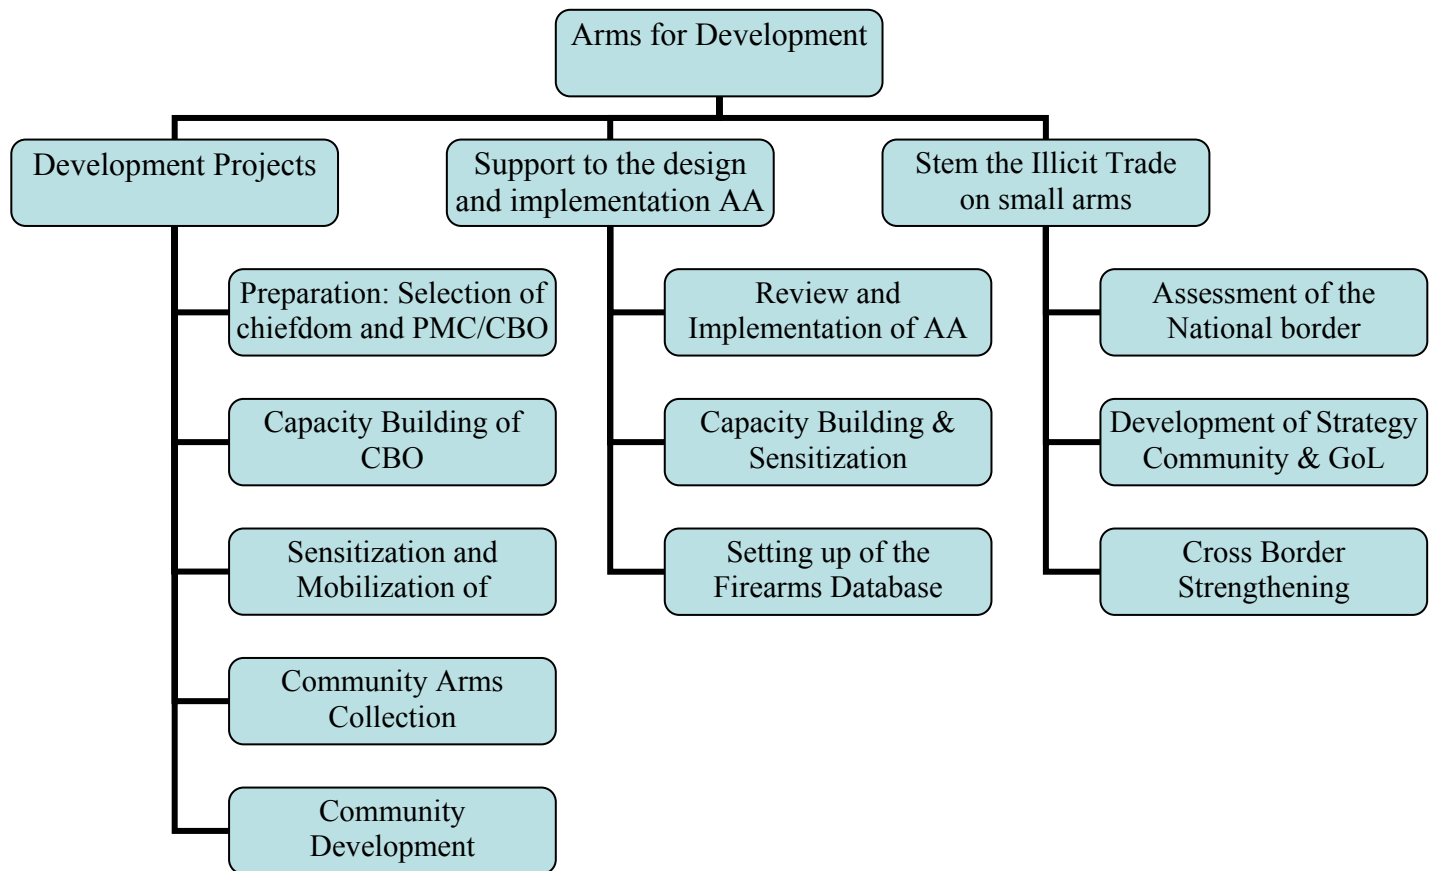 Arms for Development
Development Projects
Support to the design
and implementation AA
Stem the Illicit Trade
on small arms
Preparation: Selection of
chiefdom and PMC/CBO
Capacity Building of
CBO
Sensitization and
Mobilization of
Community Arms
Collection
Community
Development
Review and
Implementation of AA
Capacity Building &
Sensitization
Setting up of the
Firearms Database
Assessment of the
National border
Development of Strategy
Community & GoL
Cross Border
Strengthening